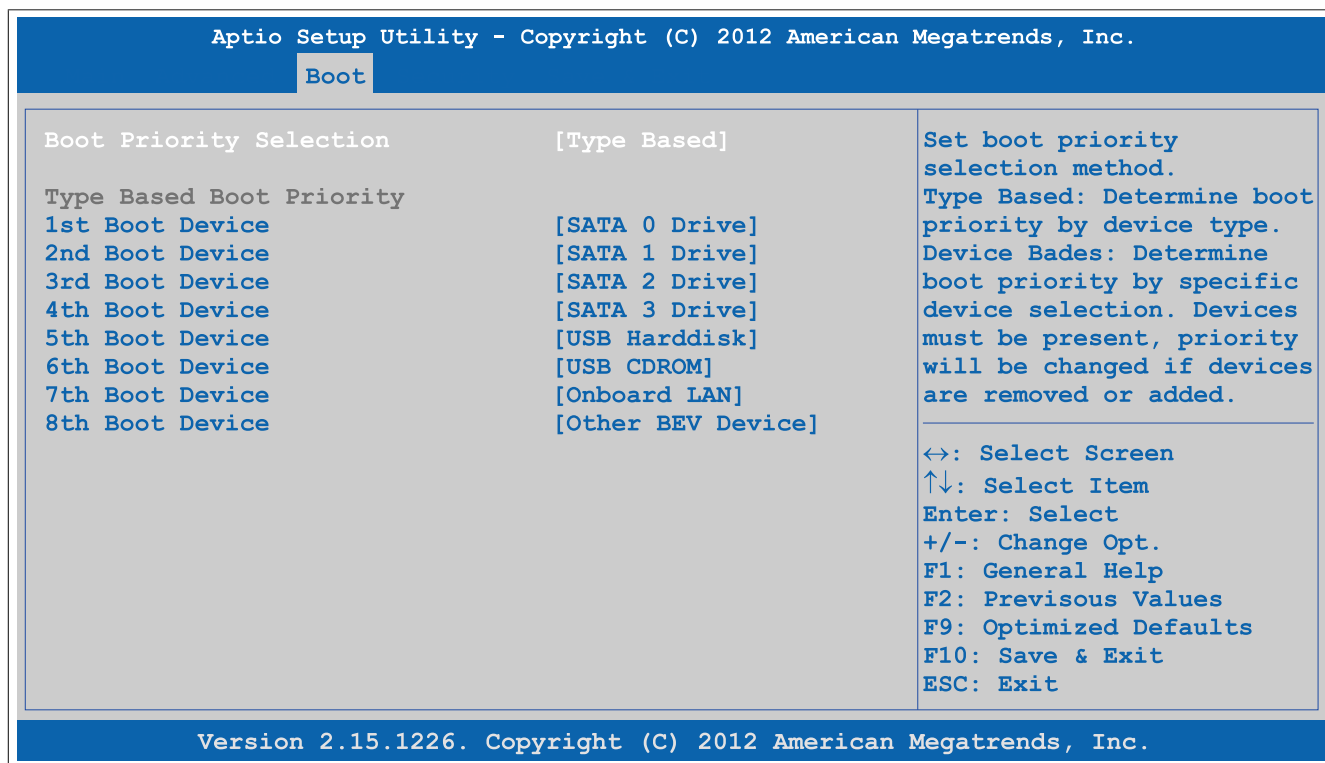 Aptio Setup Utility - Copyright (C) 2012 American Megatrends, Inc.
Boot
Boot Priority Selection [Type Based]
Type Based Boot Priority
1st Boot Device [SATA 0 Drive]
2nd Boot Device [SATA 1 Drive]
3rd Boot Device [SATA 2 Drive]
4th Boot Device [SATA 3 Drive]
5th Boot Device [USB Harddisk]
6th Boot Device [USB CDROM]
7th Boot Device [Onboard LAN]
8th Boot Device [Other BEV Device]
Set boot priority
selection method.
Type Based: Determine boot
priority by device type.
Device Bades: Determine
boot priority by specific
device selection. Devices
must be present, priority
will be changed if devices
are removed or added.
↔: Select Screen
↑↓: Select Item
Enter: Select
+/-: Change Opt.
F1: General Help
F2: Previsous Values
F9: Optimized Defaults
F10: Save & Exit
ESC: Exit
Version 2.15.1226. Copyright (C) 2012 American Megatrends, Inc.